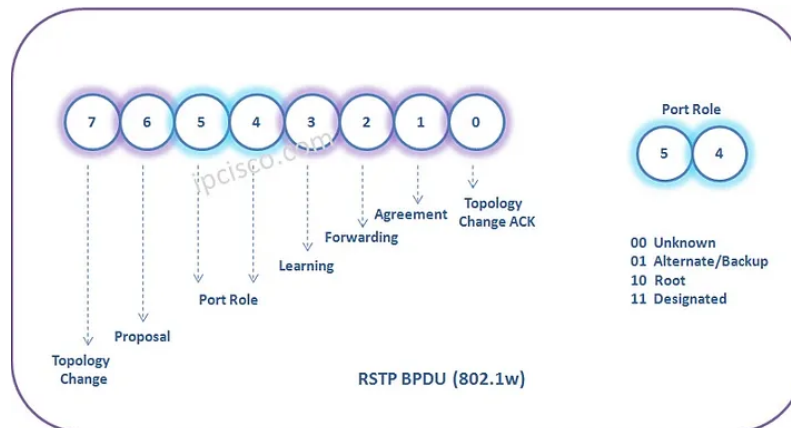 7 6 5 4 3 2 1 0
ipcisco.com
Topology
Change
Proposal
Port Role
Learning
Forwarding
Agreement
Topology
Change ACK
Port Role
5 4
00 Unknown
01 Alternate/Backup
10 Root
11 Designated
RSTP BPDU (802.1w)